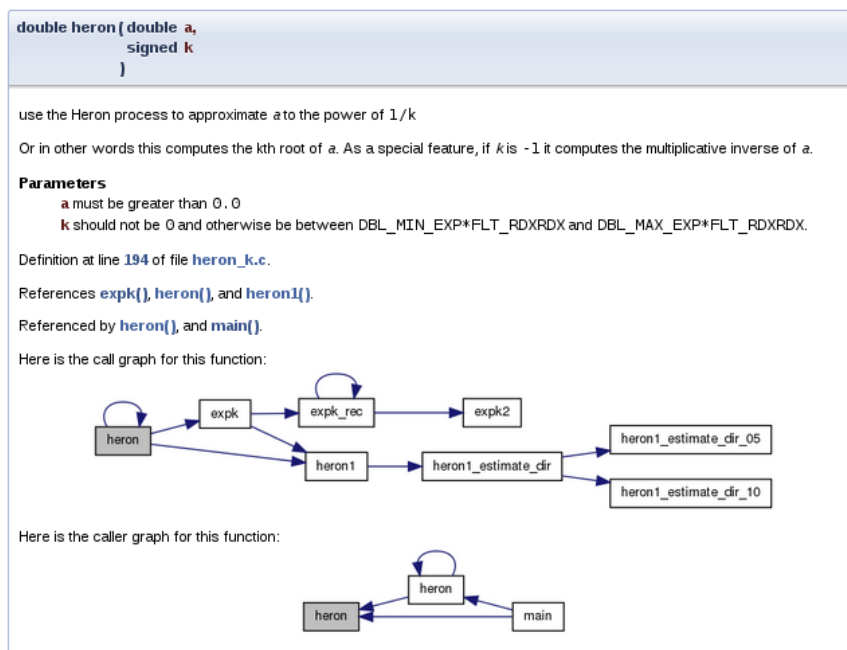 double heron ( double a,
signed k
)
use the Heron process to approximate a to the power of 1/k
Or in other words this computes the kth root of a. As a special feature, if k is -1 it computes the multiplicative inverse of a.
Parameters
a must be greater than 0.0
k should not be 0 and otherwise be between DBL_MIN_EXP*FLT_RDXRDX and DBL_MAX_EXP*FLT_RDXRDX.
Definition at line 194 of file heron_k.c.
References expk(), heron(), and heron1().
Referenced by heron(), and main().
Here is the call graph for this function:
heron
expk
expk_rec
expk2
heron1
heron1_estimate_dir
heron1_estimate_dir_05
heron1_estimate_dir_10
Here is the caller graph for this function:
heron
heron
main